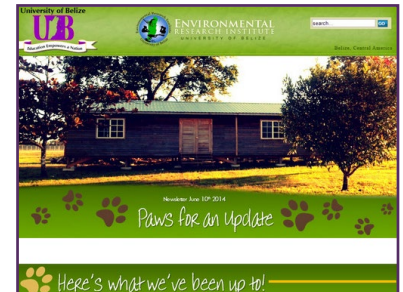 University of Belize
UB
Education Empowers a Nation
ENVIRONMENTAL
RESEARCH INSTITUTE
UNIVERSITY OF BELIZE
search...
GO
Belize, Central America
Newsletter June 10th 2014
Paws for an Update
Here's what we've been up to!